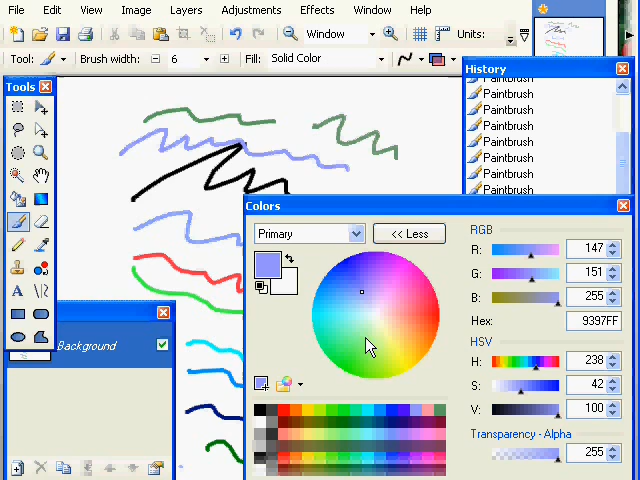 File Edit View Image Layers Adjustments Effects Window Help
Window Units:
Tool: Brush width: 6 Fill: Solid Color
Tools
History
Paintbrush
Paintbrush
Paintbrush
Paintbrush
Paintbrush
Paintbrush
Paintbrush
Paintbrush
Colors
Primary
<< Less
RGB
R: 147
G: 151
B: 255
Hex: 9397FF
HSV
H: 238
S: 42
V: 100
Transparency - Alpha
255
Background